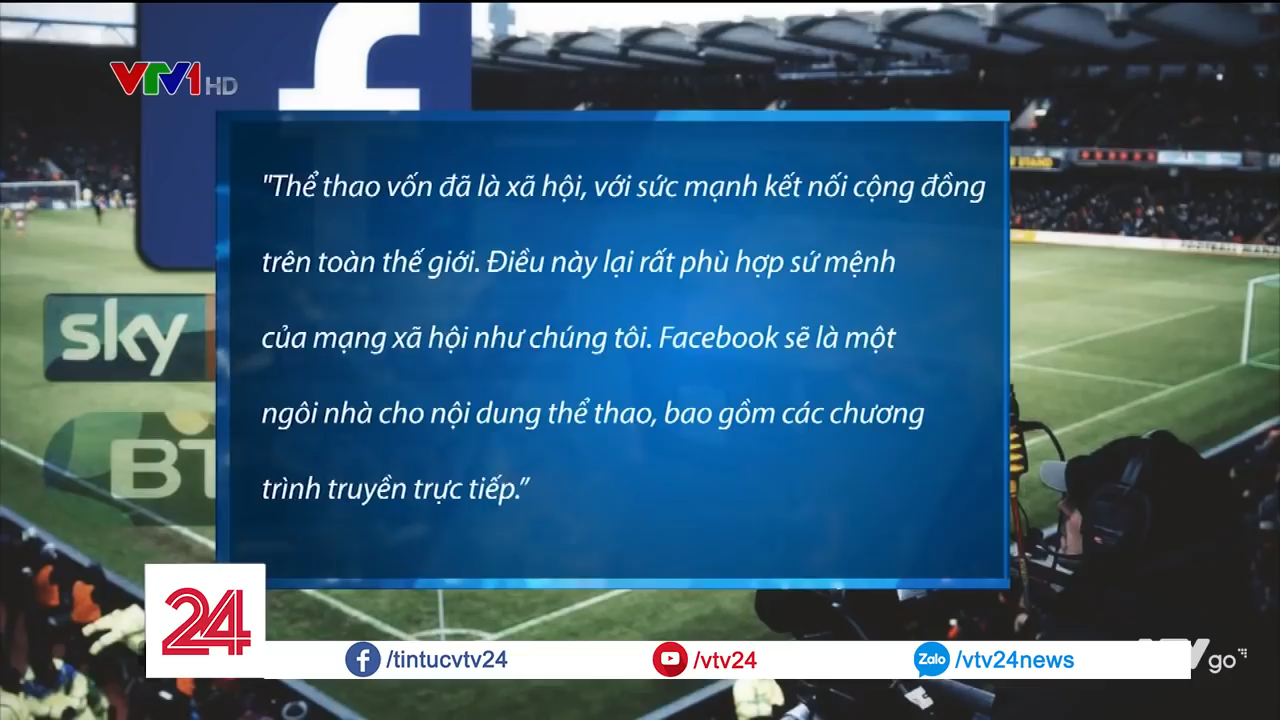 f
VTV1 HD
"Thể thao vốn đã là xã hội, với sức mạnh kết nối cộng đồng
trên toàn thế giới. Điều này lại rất phù hợp sứ mệnh
sky
của mạng xã hội như chúng tôi. Facebook sẽ là một
ngôi nhà cho nội dung thể thao, bao gồm các chương
BT
trình truyền trực tiếp."
24
f /tintucvtv24
/vtv24
Zalo /vtv24news
go